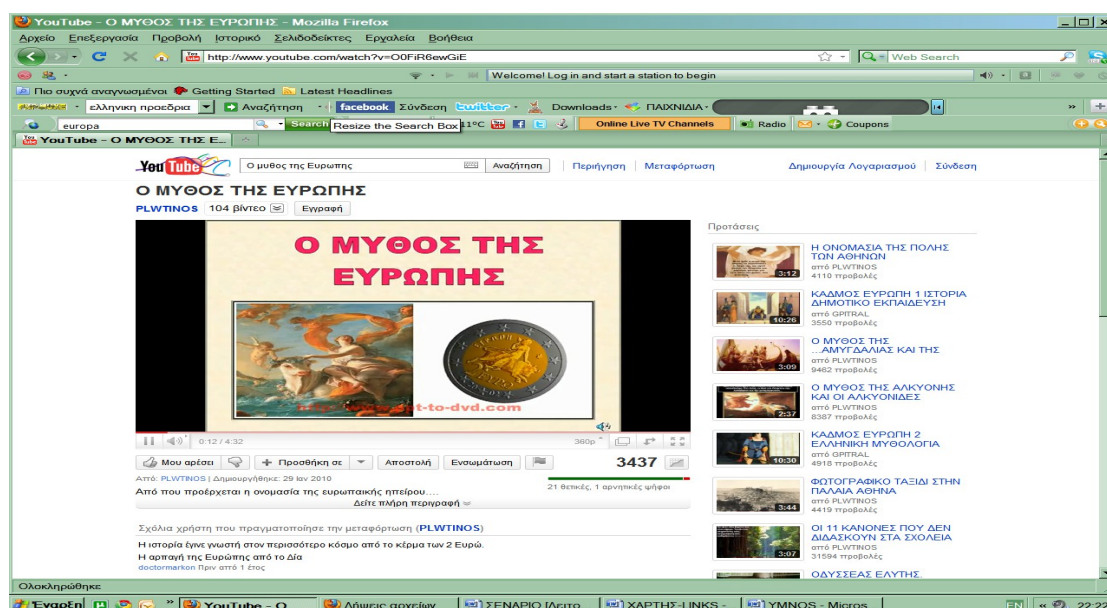 YouTube - Ο ΜΥΘΟΣ ΤΗΣ ΕΥΡΩΠΗΣ - Mozilla Firefox
Αρχείο Επεξεργασία Προβολή Ιστορικό Σελιδοδείκτες Εργαλεία Βοήθεια
http://www.youtube.com/watch?v=O0FiR6ewGiE Web Search
Welcome! Log in and start a station to begin
Πιο συχνά αναγνωσμένοι Getting Started Latest Headlines
ελληνικη προεδρια Αναζήτηση facebook Σύνδεση twitter Downloads ΠΑΙΧΝΙΔΙΑ
europa Search Resize the Search Box 11°C Online Live TV Channels Radio Coupons
YouTube - Ο ΜΥΘΟΣ ΤΗΣ Ε...
YouTube Ο μυθος της Ευρωπης Αναζήτηση Περιήγηση Μεταφόρτωση Δημιουργία Λογαριασμού Σύνδεση
Ο ΜΥΘΟΣ ΤΗΣ ΕΥΡΩΠΗΣ
PLWTINOS 104 βίντεο Εγγραφή
Ο ΜΥΘΟΣ ΤΗΣ
ΕΥΡΩΠΗΣ
0:12 / 4:32 360p
Μου αρέσει Προσθήκη σε Αποστολή Ενσωμάτωση 3437
Από: PLWTINOS | Δημιουργήθηκε: 29 Ιαν 2010
21 θετικές, 1 αρνητικές ψήφοι
Από που προέρχεται η ονομασία της ευρωπαικής ηπείρου....
Δείτε πλήρη περιγραφή
Σχόλια χρήστη που πραγματοποίησε την μεταφόρτωση (PLWTINOS)
Η ιστορία έγινε γνωστή στον περισσότερο κόσμο από το κέρμα των 2 Ευρώ.
Η αρπαγή της Ευρώπης από το Δία
doctormarkon Πριν από 1 έτος
Προτάσεις
Η ΟΝΟΜΑΣΙΑ ΤΗΣ ΠΟΛΗΣ
ΤΩΝ ΑΘΗΝΩΝ
από PLWTINOS
3:12
4110 προβολές
ΚΑΔΜΟΣ ΕΥΡΩΠΗ 1 ΙΣΤΟΡΙΑ
ΔΗΜΟΤΙΚΟ ΕΚΠΑΙΔΕΥΣΗ
από GPITRAL
10:26
3550 προβολές
Ο ΜΥΘΟΣ ΤΗΣ
...ΑΜΥΓΔΑΛΙΑΣ ΚΑΙ ΤΗΣ
από PLWTINOS
3:09
9462 προβολές
Ο ΜΥΘΟΣ ΤΗΣ ΑΛΚΥΟΝΗΣ
ΚΑΙ ΟΙ ΑΛΚΥΟΝΙΔΕΣ
από PLWTINOS
2:37
8387 προβολές
ΚΑΔΜΟΣ ΕΥΡΩΠΗ 2
ΕΛΛΗΝΙΚΗ ΜΥΘΟΛΟΓΙΑ
από GPITRAL
10:30
4918 προβολές
ΦΩΤΟΓΡΑΦΙΚΟ ΤΑΞΙΔΙ ΣΤΗΝ
ΠΑΛΑΙΑ ΑΘΗΝΑ
από PLWTINOS
3:44
4419 προβολές
ΟΙ 11 ΚΑΝΟΝΕΣ ΠΟΥ ΔΕΝ
ΔΙΔΑΣΚΟΥΝ ΣΤΑ ΣΧΟΛΕΙΑ
από PLWTINOS
3:07
31594 προβολές
ΟΔΥΣΣΕΑΣ ΕΛΥΤΗΣ.
Ολοκληρώθηκε
Έναρξη YouTube - Ο ... Λήψεις αρχείων ΣΕΝΑΡΙΟ ΧΑΡΤΗΣ-LINKS - ΥΜΝΟΣ - Micros EN 22:22